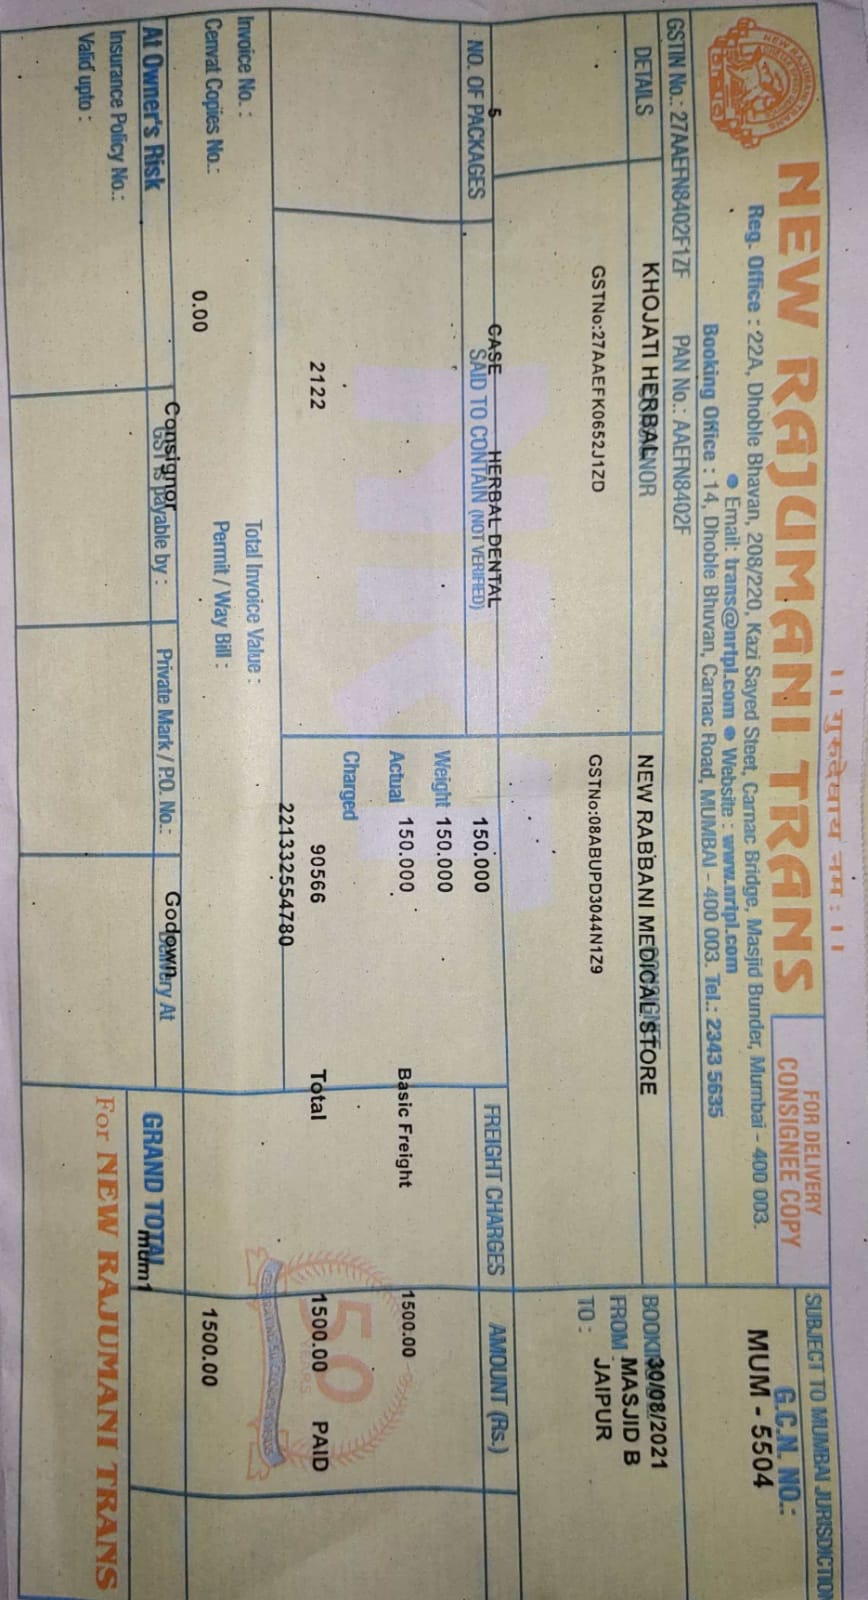 ।। गुरुदेवाय नमः ।।
NEW RAJUMANI TRANS
FOR DELIVERY
CONSIGNEE COPY
SUBJECT TO MUMBAI JURISDICTION
Reg. Office : 22A, Dhoble Bhavan, 208/220, Kazi Sayed Steet, Carnac Bridge, Masjid Bunder, Mumbai - 400 003.
● Email: trans@nrtpl.com ● Website : www.nrtpl.com
Booking Office : 14, Dhoble Bhuvan, Carnac Road, MUMBAI - 400 003. Tel.: 2343 5635
G.C.N. NO.:
MUM - 5504
GSTIN No.: 27AAEFN8402F1ZF PAN No.: AAEFN8402F
DETAILS
KHOJATI HERBAL
NEW RABBANI MEDICAL STORE
30/08/2021
FROM : MASJID B
TO : JAIPUR
GSTNo:27AAEFK0652J1ZD
GSTNo:08ABUPD3044N1Z9
NO. OF PACKAGES
SAID TO CONTAIN (NOT VERIFIED)
FREIGHT CHARGES
AMOUNT (Rs.)
5
CASE HERBAL DENTAL
150.000
Weight 150.000
Actual 150.000
Charged
Basic Freight 1500.00
2122
90566
Total 1500.00 PAID
221332554780
50
YEARS
Invoice No. :
Total Invoice Value :
Cenvat Copies No.:
Permit / Way Bill :
0.00
1500.00
At Owner's Risk
Consignor
GST is payable by :
Private Mark / P.O. No.:
Godown
Delivery At
GRAND TOTAL
mum1
Insurance Policy No.:
Valid upto :
For NEW RAJUMANI TRANS